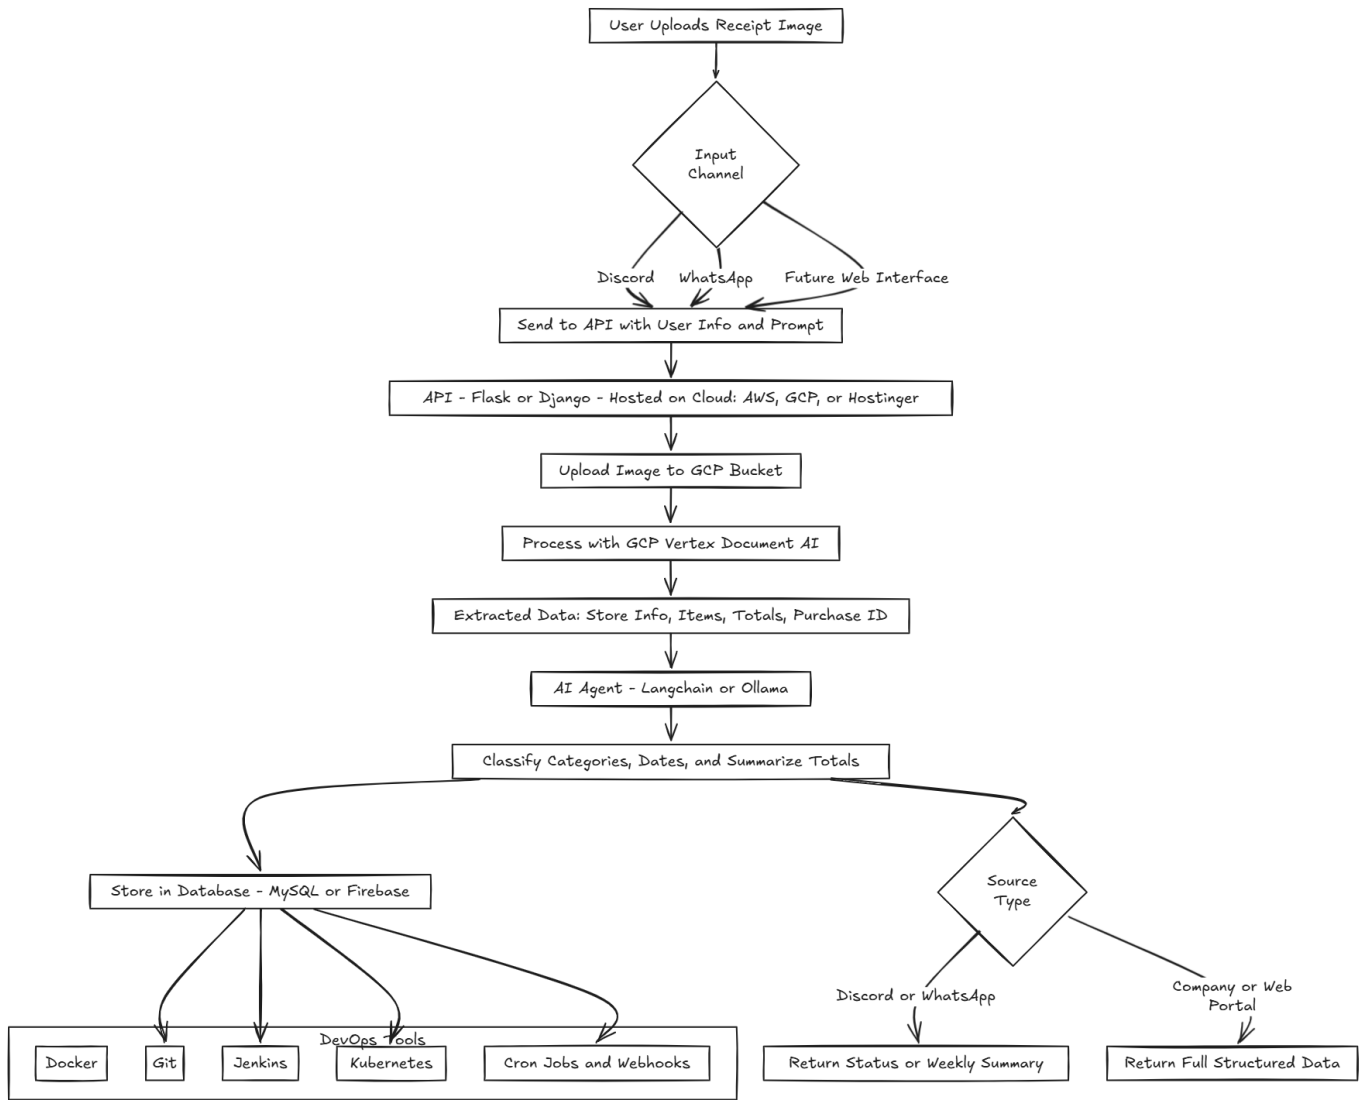 User Uploads Receipt Image
Input
Channel
Discord
WhatsApp
Future Web Interface
Send to API with User Info and Prompt
API - Flask or Django - Hosted on Cloud: AWS, GCP, or Hostinger
Upload Image to GCP Bucket
Process with GCP Vertex Document AI
Extracted Data: Store Info, Items, Totals, Purchase ID
AI Agent - Langchain or Ollama
Classify Categories, Dates, and Summarize Totals
Store in Database - MySQL or Firebase
Source
Type
Discord or WhatsApp
Company or Web
Portal
DevOps Tools
Docker
Git
Jenkins
Kubernetes
Cron Jobs and Webhooks
Return Status or Weekly Summary
Return Full Structured Data